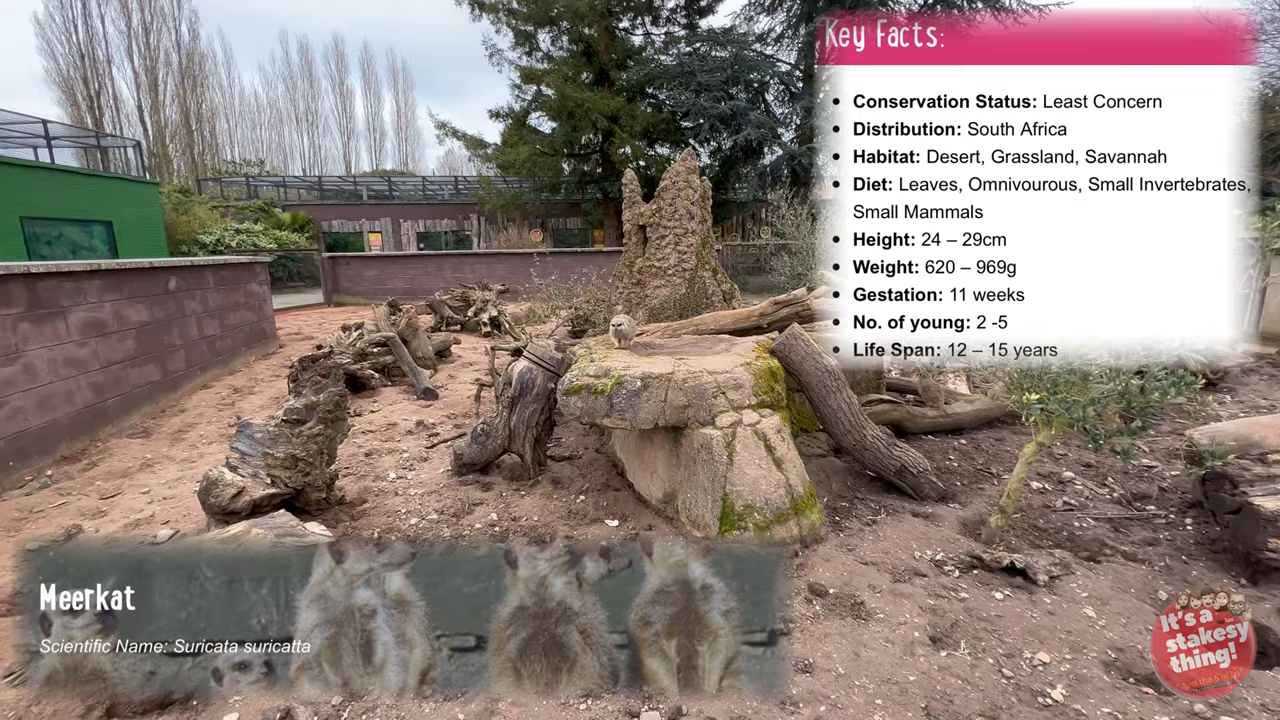 Key Facts:
Conservation Status: Least Concern
Distribution: South Africa
Habitat: Desert, Grassland, Savannah
Diet: Leaves, Omnivourous, Small Invertebrates,
Small Mammals
Height: 24 – 29cm
Weight: 620 – 969g
Gestation: 11 weeks
No. of young: 2 -5
Life Span: 12 – 15 years
Meerkat
Scientific Name: Suricata suricatta
It's a
stakesy
thing!